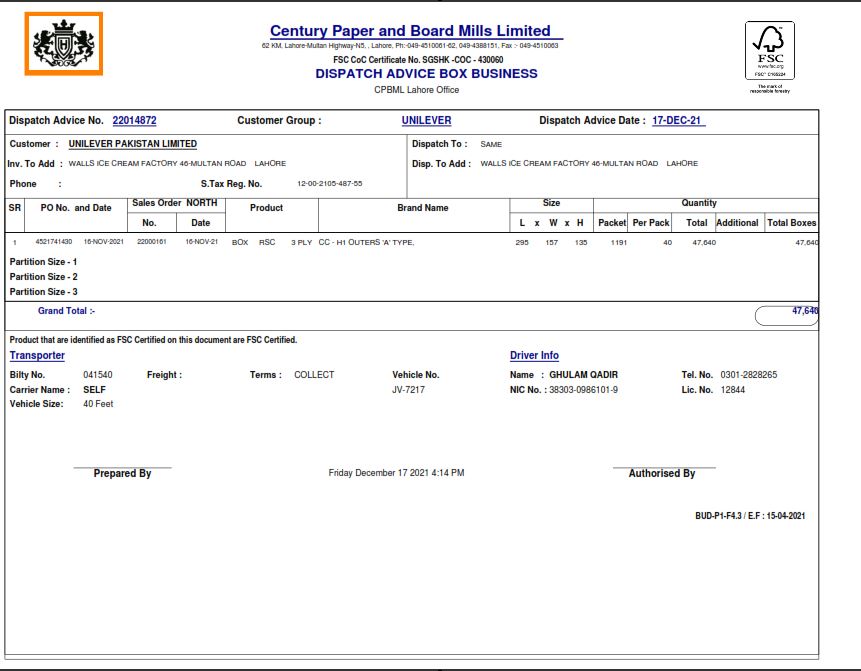 Century Paper and Board Mills Limited
62 KM, Lahore-Multan Highway-N5, , Lahore, Ph:-049-4510061-62, 049-4388151, Fax :- 049-4510063
FSC CoC Certificate No. SGSHK -COC - 430060
DISPATCH ADVICE BOX BUSINESS
CPBML Lahore Office
H
FSC
www.fsc.org
FSC® C105224
The mark of
responsible forestry
Dispatch Advice No. 22014872 Customer Group : UNILEVER Dispatch Advice Date : 17-DEC-21
Customer : UNILEVER PAKISTAN LIMITED Dispatch To : SAME
Inv. To Add : WALLS ICE CREAM FACTORY 46-MULTAN ROAD LAHORE Disp. To Add : WALLS ICE CREAM FACTORY 46-MULTAN ROAD LAHORE
Phone : S.Tax Reg. No. 12-00-2105-487-55
SR PO No. and Date Sales Order NORTH Product Brand Name Size Quantity
No. Date L x W x H Packet Per Pack Total Additional Total Boxes
1 4521741430 16-NOV-2021 22000161 16-NOV-21 BOX RSC 3 PLY CC - H1 OUTERS 'A' TYPE, 295 157 135 1191 40 47,640 47,640
Partition Size - 1
Partition Size - 2
Partition Size - 3
Grand Total :- 47,640
Product that are identified as FSC Certified on this document are FSC Certified.
Transporter Driver Info
Bilty No. 041540 Freight : Terms : COLLECT Vehicle No. Name : GHULAM QADIR Tel. No. 0301-2828265
Carrier Name : SELF JV-7217 NIC No. : 38303-0986101-9 Lic. No. 12844
Vehicle Size: 40 Feet
Prepared By Friday December 17 2021 4:14 PM Authorised By
BUD-P1-F4.3 / E.F : 15-04-2021